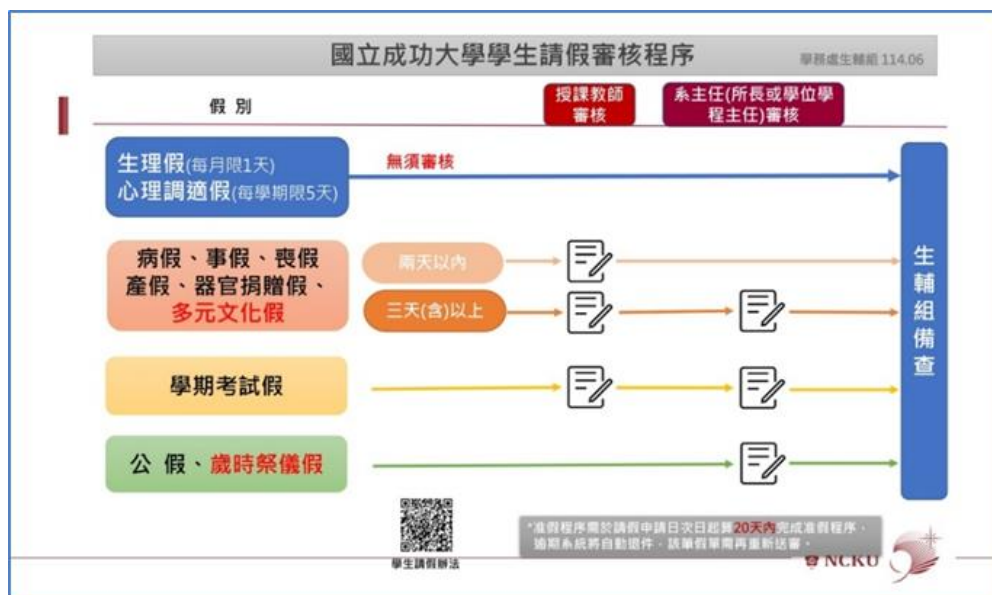 國立成功大學學生請假審核程序
學務處生輔組 114.06
假 別
授課教師
審核
系主任(所長或學位學
程主任)審核
生理假(每月限1天)
心理調適假(每學期限5天)
無須審核
病假、事假、喪假
產假、器官捐贈假、
多元文化假
兩天以內
三天(含)以上
學期考試假
公 假、歲時祭儀假
生輔組備查
學生請假辦法
*准假程序需於請假申請日次日起算20天內完成准假程序,
逾期系統將自動退件,該筆假單需再重新送審。
NCKU